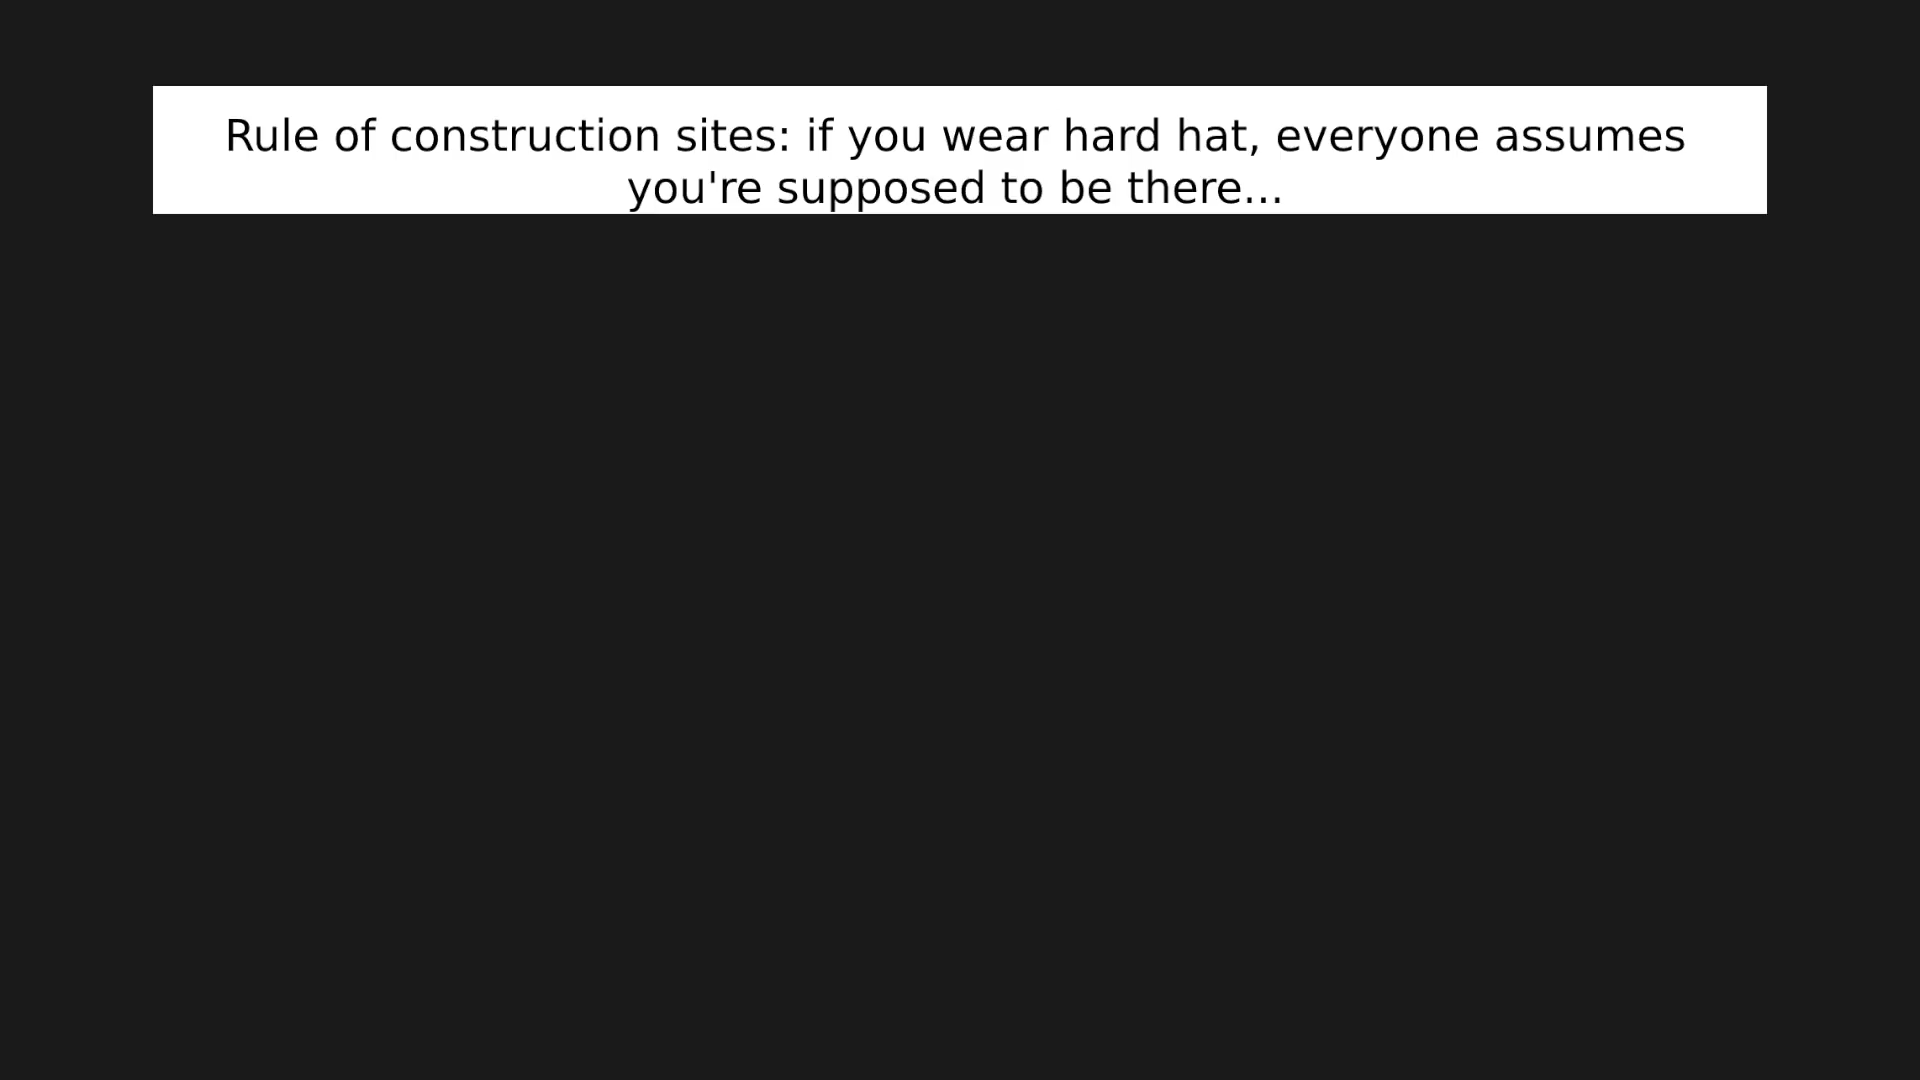 Rule of construction sites: if you wear hard hat, everyone assumes
you're supposed to be there...